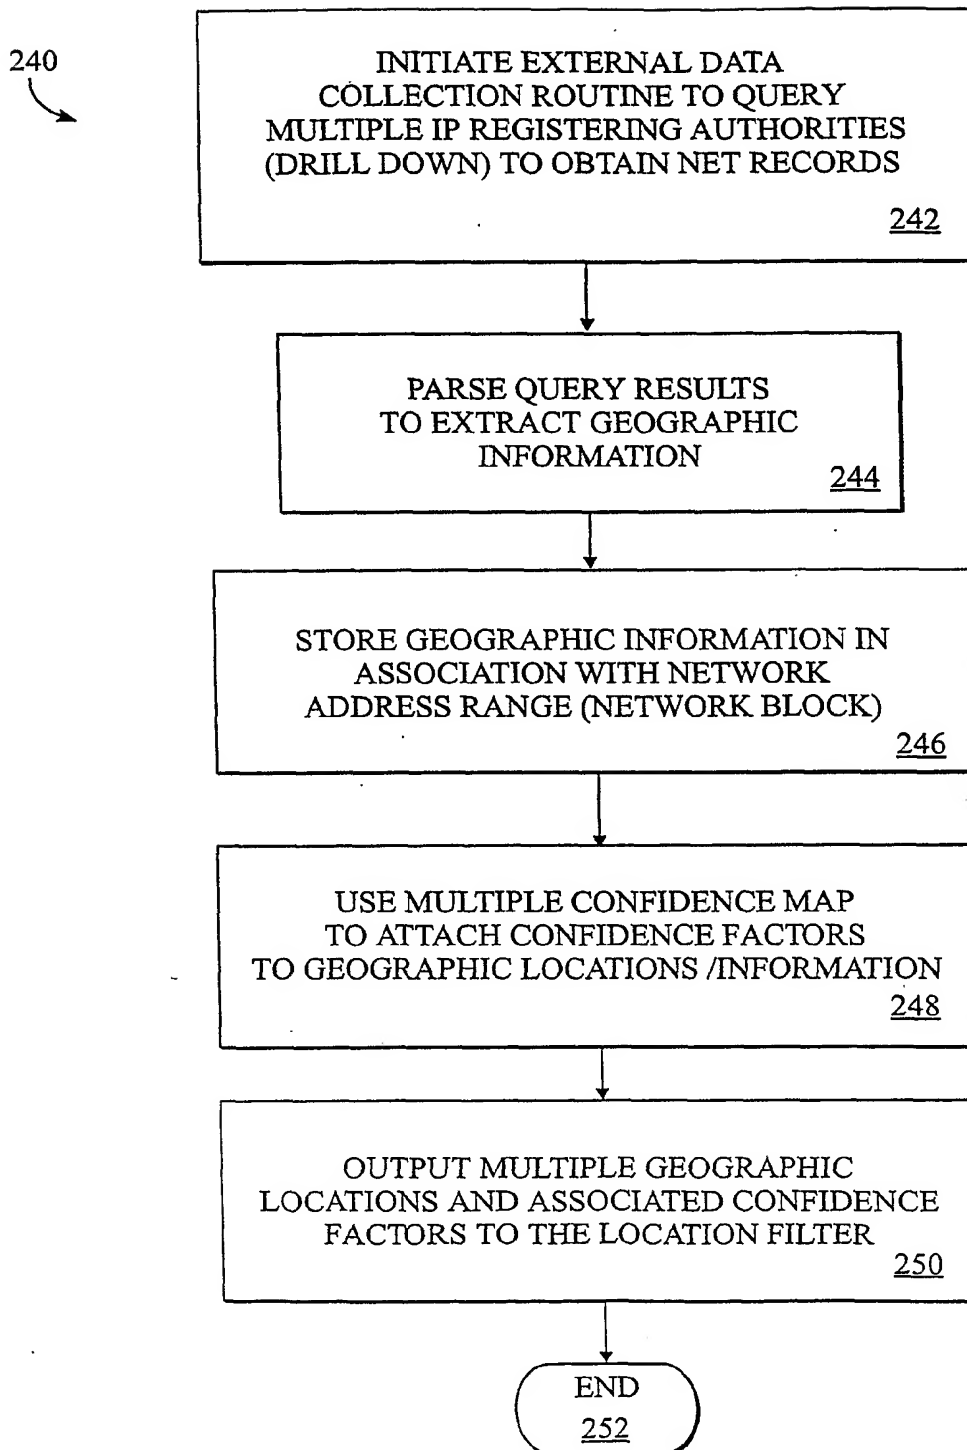 240
INITIATE EXTERNAL DATA
COLLECTION ROUTINE TO QUERY
MULTIPLE IP REGISTERING AUTHORITIES
(DRILL DOWN) TO OBTAIN NET RECORDS
242
PARSE QUERY RESULTS
TO EXTRACT GEOGRAPHIC
INFORMATION
244
STORE GEOGRAPHIC INFORMATION IN
ASSOCIATION WITH NETWORK
ADDRESS RANGE (NETWORK BLOCK)
246
USE MULTIPLE CONFIDENCE MAP
TO ATTACH CONFIDENCE FACTORS
TO GEOGRAPHIC LOCATIONS /INFORMATION
248
OUTPUT MULTIPLE GEOGRAPHIC
LOCATIONS AND ASSOCIATED CONFIDENCE
FACTORS TO THE LOCATION FILTER
250
END
252